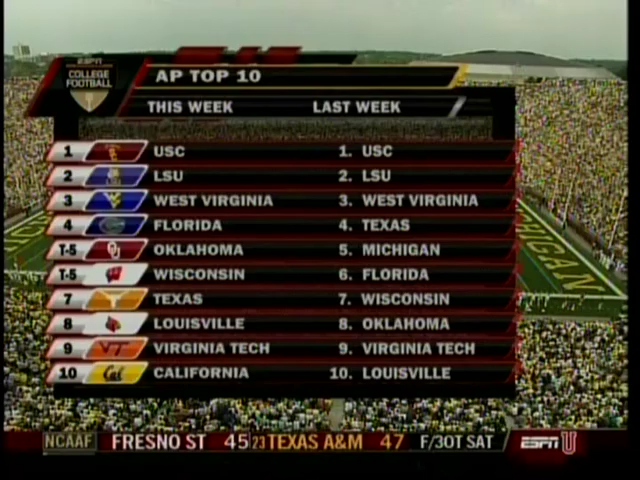 ESPN
COLLEGE
FOOTBALL
AP TOP 10
THIS WEEK LAST WEEK
1 USC 1. USC
2 LSU 2. LSU
3 WEST VIRGINIA 3. WEST VIRGINIA
4 FLORIDA 4. TEXAS
T-5 OKLAHOMA 5. MICHIGAN
T-5 WISCONSIN 6. FLORIDA
7 TEXAS 7. WISCONSIN
8 LOUISVILLE 8. OKLAHOMA
9 VT VIRGINIA TECH 9. VIRGINIA TECH
10 Cal CALIFORNIA 10. LOUISVILLE
NCAAF FRESNO ST 45 23 TEXAS A&M 47 F/3OT SAT ESPN U